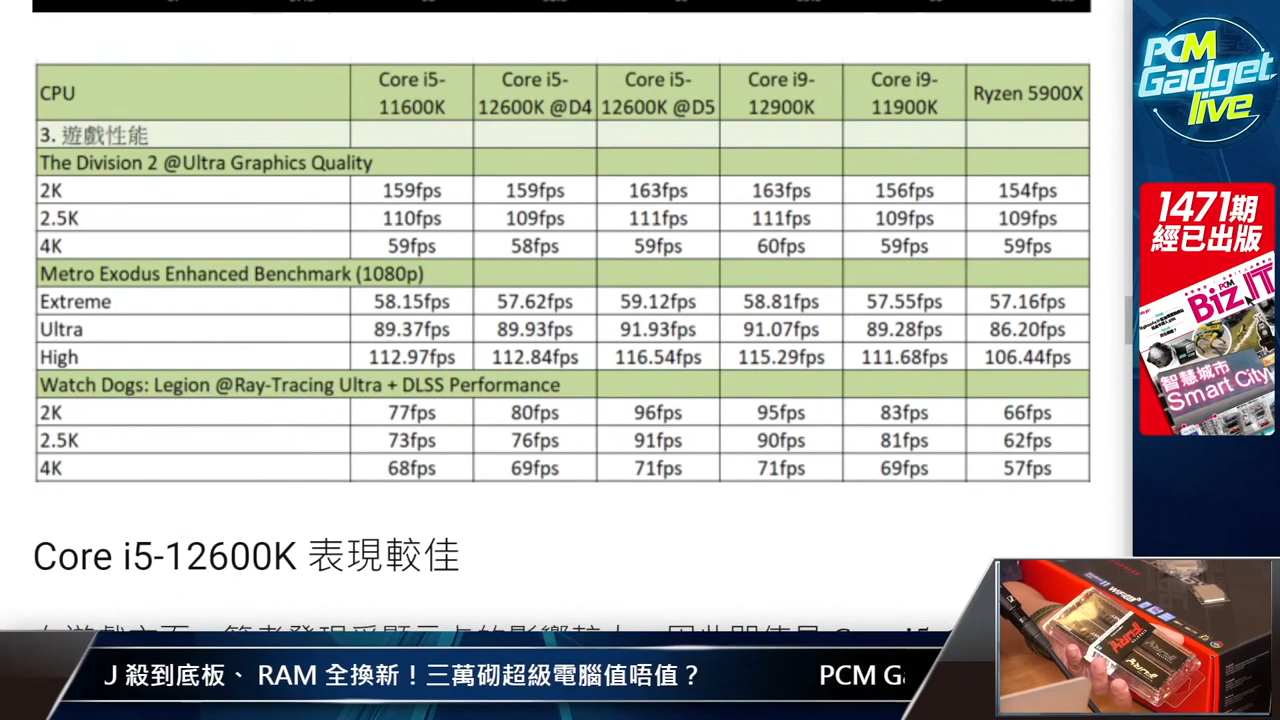 CPU Core i5-11600K Core i5-12600K @D4 Core i5-12600K @D5 Core i9-12900K Core i9-11900K Ryzen 5900X
3. 遊戲性能
The Division 2 @Ultra Graphics Quality
2K 159fps 159fps 163fps 163fps 156fps 154fps
2.5K 110fps 109fps 111fps 111fps 109fps 109fps
4K 59fps 58fps 59fps 60fps 59fps 59fps
Metro Exodus Enhanced Benchmark (1080p)
Extreme 58.15fps 57.62fps 59.12fps 58.81fps 57.55fps 57.16fps
Ultra 89.37fps 89.93fps 91.93fps 91.07fps 89.28fps 86.20fps
High 112.97fps 112.84fps 116.54fps 115.29fps 111.68fps 106.44fps
Watch Dogs: Legion @Ray-Tracing Ultra + DLSS Performance
2K 77fps 80fps 96fps 95fps 83fps 66fps
2.5K 73fps 76fps 91fps 90fps 81fps 62fps
4K 68fps 69fps 71fps 71fps 69fps 57fps
Core i5-12600K 表現較佳
J 殺到底板、RAM 全換新！三萬砌超級電腦值唔值？ PCM
PCM
Gadget
live
1471期
經已出版
PCM
Biz IT
智慧城市
Smart City
FURY